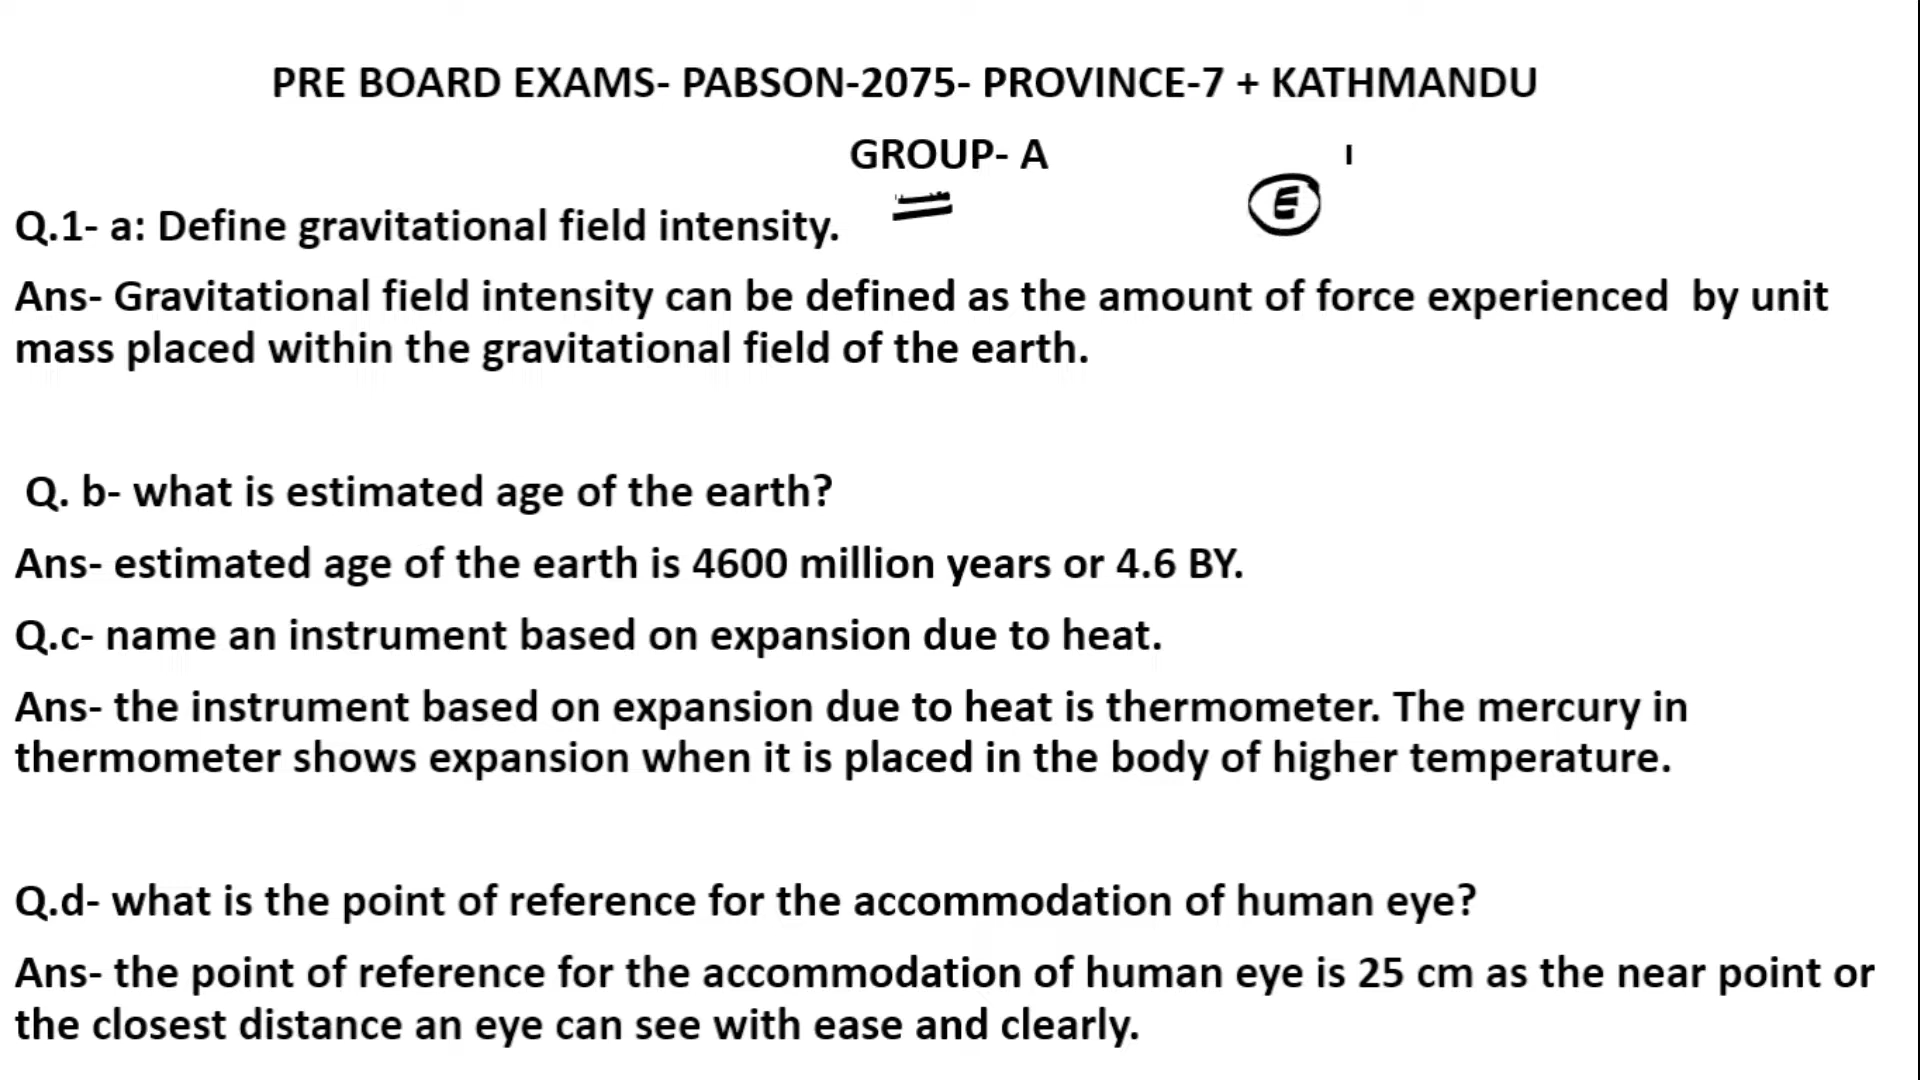 PRE BOARD EXAMS- PABSON-2075- PROVINCE-7 + KATHMANDU
GROUP- A
E
Q.1- a: Define gravitational field intensity.
Ans- Gravitational field intensity can be defined as the amount of force experienced  by unit
mass placed within the gravitational field of the earth.
Q. b- what is estimated age of the earth?
Ans- estimated age of the earth is 4600 million years or 4.6 BY.
Q.c- name an instrument based on expansion due to heat.
Ans- the instrument based on expansion due to heat is thermometer. The mercury in
thermometer shows expansion when it is placed in the body of higher temperature.
Q.d- what is the point of reference for the accommodation of human eye?
Ans- the point of reference for the accommodation of human eye is 25 cm as the near point or
the closest distance an eye can see with ease and clearly.